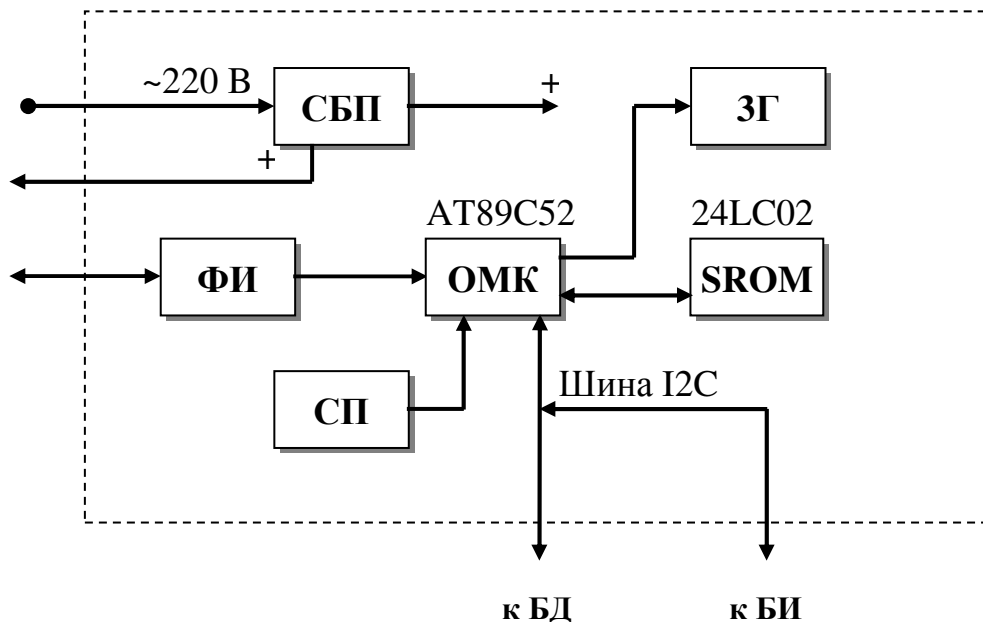 ~220 В
+
СБП
ЗГ
+
AT89C52
24LC02
ФИ
ОМК
SROM
Шина I2C
СП
к БД
к БИ